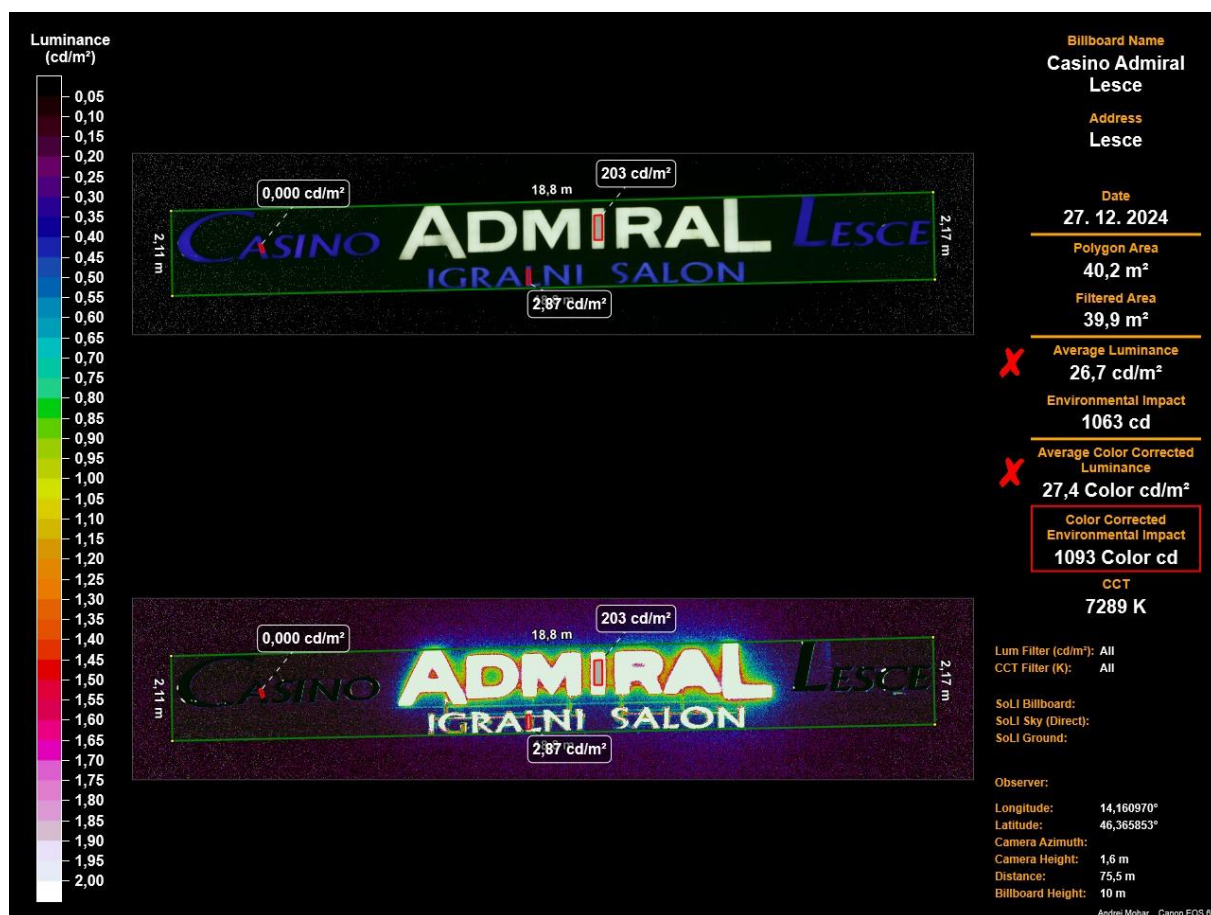 Luminance
(cd/m²)
0,05
0,10
0,15
0,20
0,25
0,30
0,35
0,40
0,45
0,50
0,55
0,60
0,65
0,70
0,75
0,80
0,85
0,90
0,95
1,00
1,05
1,10
1,15
1,20
1,25
1,30
1,35
1,40
1,45
1,50
1,55
1,60
1,65
1,70
1,75
1,80
1,85
1,90
1,95
2,00
0,000 cd/m²
18,8 m
203 cd/m²
2,11 m
CASINO ADMIRAL LESCE
2,17 m
IGRALNI SALON
2,87 cd/m²
0,000 cd/m²
18,8 m
203 cd/m²
2,11 m
CASINO ADMIRAL LESCE
2,17 m
IGRALNI SALON
2,87 cd/m²
Billboard Name
Casino Admiral
Lesce
Address
Lesce
Date
27. 12. 2024
Polygon Area
40,2 m²
Filtered Area
39,9 m²
Average Luminance
26,7 cd/m²
Environmental Impact
1063 cd
Average Color Corrected
Luminance
27,4 Color cd/m²
Color Corrected
Environmental Impact
1093 Color cd
CCT
7289 K
Lum Filter (cd/m²): All
CCT Filter (K): All
SoLI Billboard:
SoLI Sky (Direct):
SoLI Ground:
Observer:
Longitude: 14,160970°
Latitude: 46,365853°
Camera Azimuth:
Camera Height: 1,6 m
Distance: 75,5 m
Billboard Height: 10 m
Andrej Mohar Canon EOS